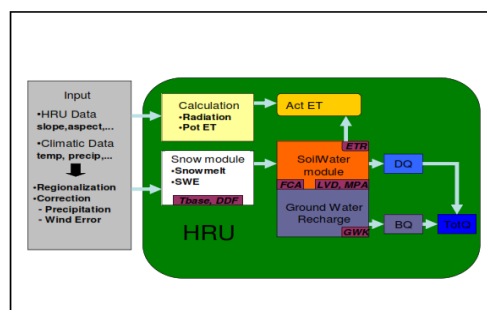 Input
•HRU Data
slope,aspect,...
•Climatic Data
temp, precip,...
•Regionalization
•Correction
- Precipitation
- Wind Error
Calculation
•Radiation
•Pot ET
Act ET
ETR
Snow module
•Snowmelt
•SWE
Tbase, DDF
SoilWater
module
FCA
LVD, MPA
DQ
Ground Water
Recharge
GWK
BQ
TotQ
HRU